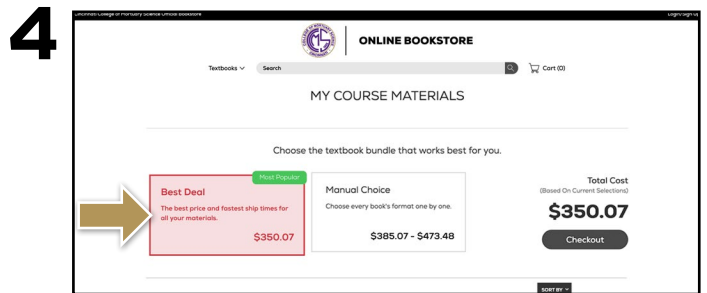 4
Cincinnati College of Mortuary Science Official Bookstore
Login/Sign Up
ONLINE BOOKSTORE
Textbooks
Search
Cart (0)
MY COURSE MATERIALS
Choose the textbook bundle that works best for you.
Most Popular
Best Deal
The best price and fastest ship times for
all your materials.
$350.07
Manual Choice
Choose every book's format one by one.
$385.07 - $473.48
Total Cost
(Based On Current Selections)
$350.07
Checkout
SORT BY